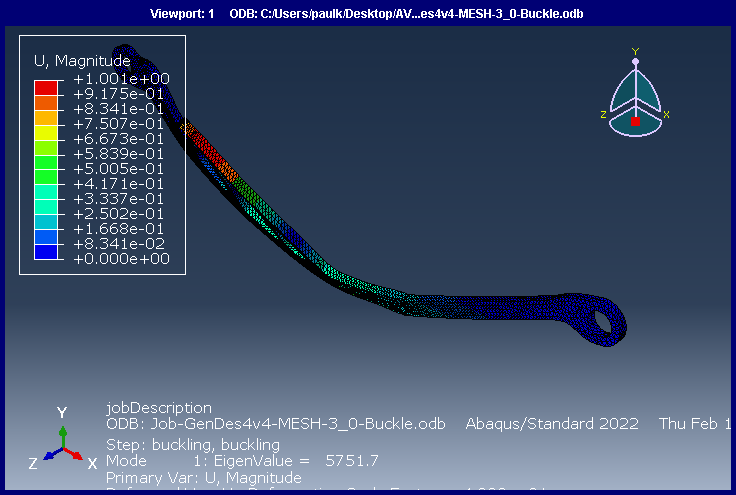 Viewport: 1 ODB: C:/Users/paulk/Desktop/AV...es4v4-MESH-3_0-Buckle.odb
U, Magnitude
+1.001e+00
+9.175e-01
+8.341e-01
+7.507e-01
+6.673e-01
+5.839e-01
+5.005e-01
+4.171e-01
+3.337e-01
+2.502e-01
+1.668e-01
+8.341e-02
+0.000e+00
Y
Z
X
Y
Z
X
jobDescription
ODB: Job-GenDes4v4-MESH-3_0-Buckle.odb Abaqus/Standard 2022 Thu Feb 1
Step: buckling, buckling
Mode 1: EigenValue = 5751.7
Primary Var: U, Magnitude